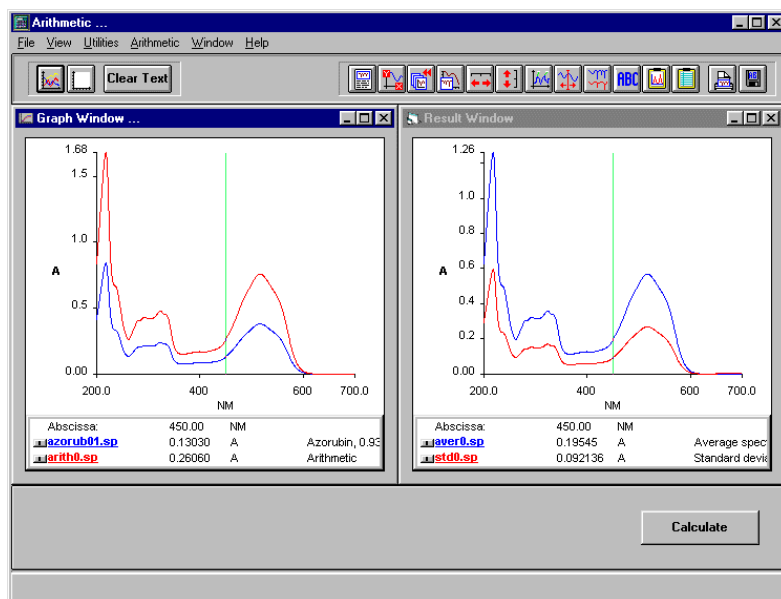 Arithmetic ...
File View Utilities Arithmetic Window Help
Clear Text
ABC
Graph Window ...
1.68
1.5
1.0
A
0.5
0.00
200.0 400 600 700.0
NM
Abscissa: 450.00 NM
azorub01.sp 0.13030 A Azorubin, 0.93
arith0.sp 0.26060 A Arithmetic
Result Window
1.26
1.0
0.8
A 0.6
0.4
0.2
0.00
200.0 400 600 700.0
NM
Abscissa: 450.00 NM
aver0.sp 0.19545 A Average spec
std0.sp 0.092136 A Standard devia
Calculate